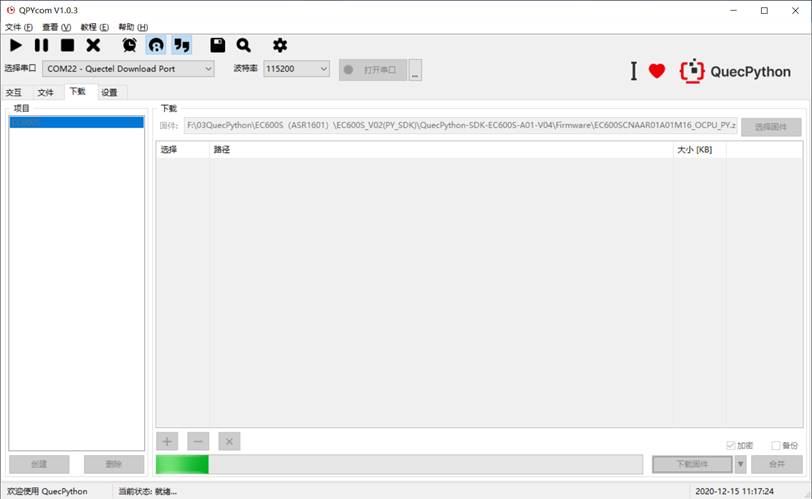 QPYcom V1.0.3
文件 (F) 查看 (V) 教程 (E) 帮助 (H)
选择串口 COM22 - Quectel Download Port 波特率 115200 打开串口 ...
I QuecPython
交互 文件 下载 设置
项目 下载
固件: F:\03QuecPython\EC600S（ASR1601）\EC600S_V02(PY_SDK)\QuecPython-SDK-EC600S-A01-V04\Firmware\EC600SCNAAR01A01M16_OCPU_PY.z 选择固件
选择 路径 大小 [KB]
加密 备份
创建 删除 下载固件 合并
欢迎使用 QuecPython 当前状态: 就绪... 2020-12-15 11:17:24